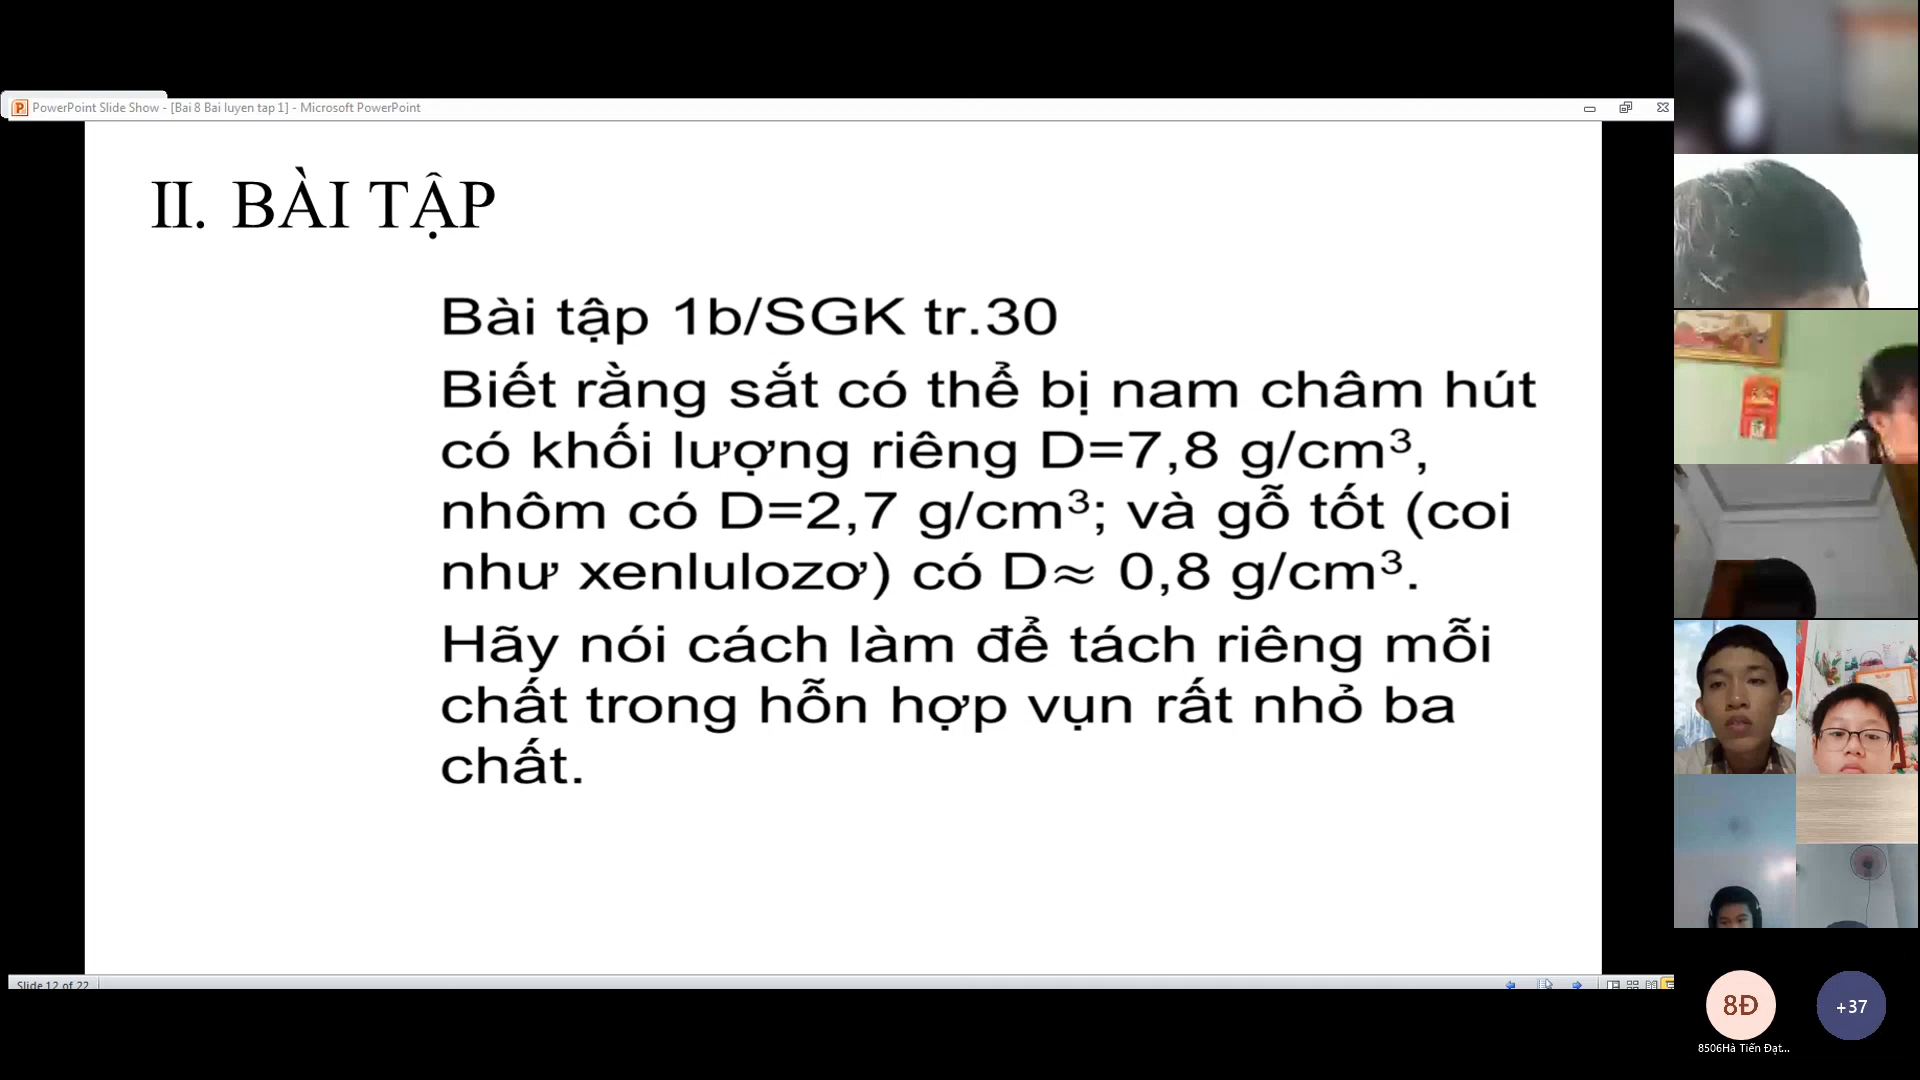 PowerPoint Slide Show - [Bai 8 Bai luyen tap 1] - Microsoft PowerPoint
II. BÀI TẬP
Bài tập 1b/SGK tr.30
Biết rằng sắt có thể bị nam châm hút
có khối lượng riêng D=7,8 g/cm³,
nhôm có D=2,7 g/cm³; và gỗ tốt (coi
như xenlulozơ) có D≈ 0,8 g/cm³.
Hãy nói cách làm để tách riêng mỗi
chất trong hỗn hợp vụn rất nhỏ ba
chất.
Slide 12 of 22
8Đ
+37
8506Hà Tiến Đạt...